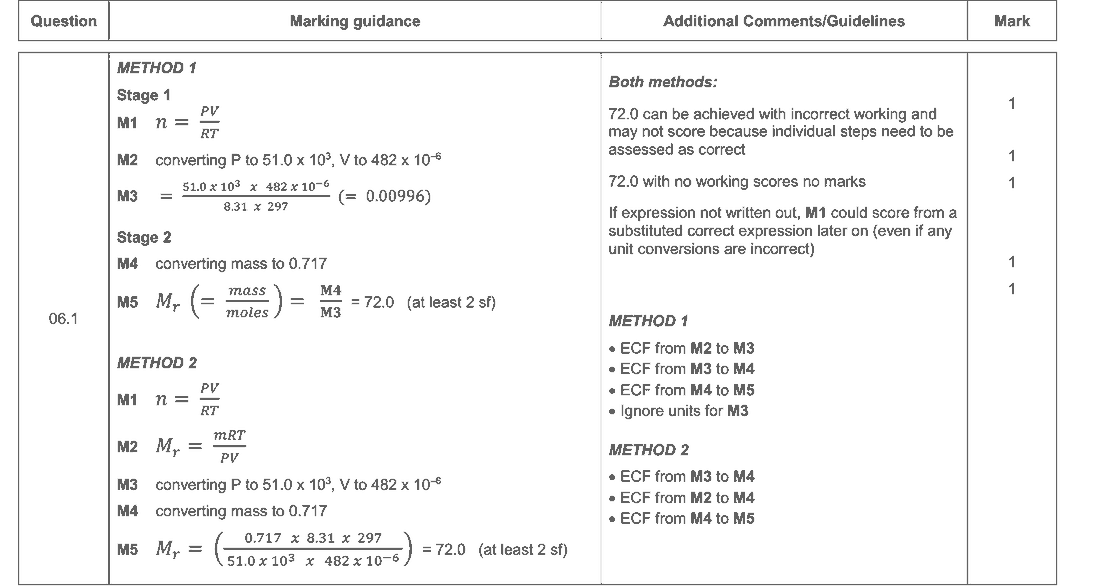 Question Marking guidance Additional Comments/Guidelines Mark
06.1
METHOD 1
Stage 1
M1 n = PV/RT
M2 converting P to 51.0 x 10³, V to 482 x 10⁻⁶
M3 = 51.0 x 10³ x 482 x 10⁻⁶ / 8.31 x 297 (= 0.00996)
Stage 2
M4 converting mass to 0.717
M5 Mᵣ (= mass/moles) = M4/M3 = 72.0 (at least 2 sf)
METHOD 2
M1 n = PV/RT
M2 Mᵣ = mRT/PV
M3 converting P to 51.0 x 10³, V to 482 x 10⁻⁶
M4 converting mass to 0.717
M5 Mᵣ = (0.717 x 8.31 x 297 / 51.0 x 10³ x 482 x 10⁻⁶) = 72.0 (at least 2 sf)
Both methods:
72.0 can be achieved with incorrect working and
may not score because individual steps need to be
assessed as correct
72.0 with no working scores no marks
If expression not written out, M1 could score from a
substituted correct expression later on (even if any
unit conversions are incorrect)
METHOD 1
• ECF from M2 to M3
• ECF from M3 to M4
• ECF from M4 to M5
• Ignore units for M3
METHOD 2
• ECF from M3 to M4
• ECF from M2 to M4
• ECF from M4 to M5
1
1
1
1
1